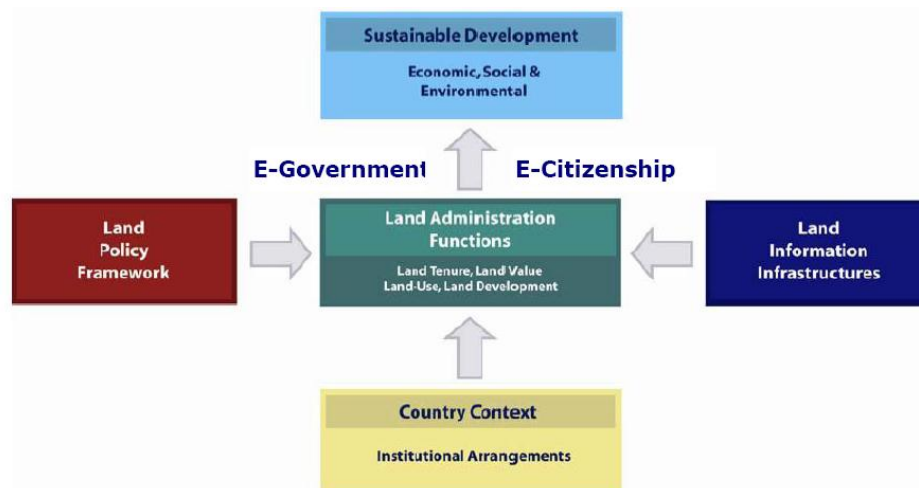 Sustainable Development
Economic, Social &
Environmental
E-Government
E-Citizenship
Land
Policy
Framework
Land Administration
Functions
Land Tenure, Land Value
Land-Use, Land Development
Land
Information
Infrastructures
Country Context
Institutional Arrangements